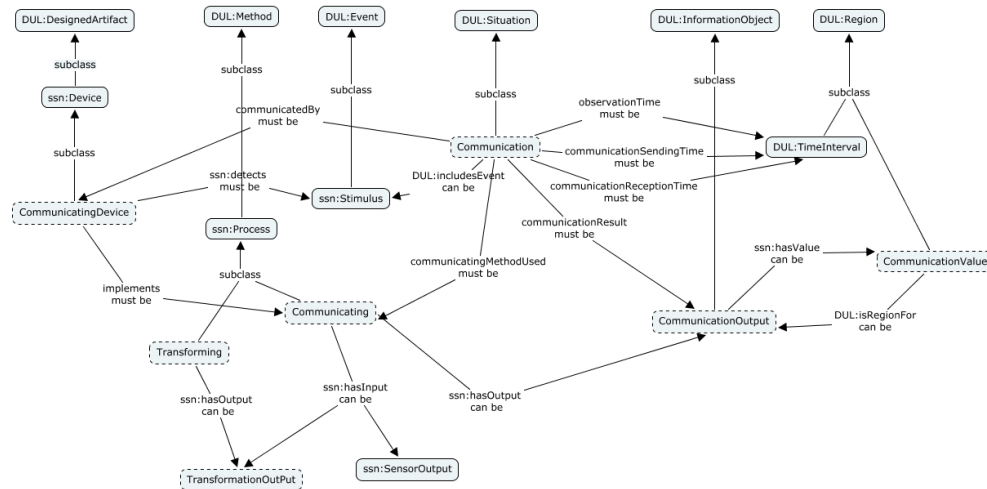 DUL:DesignedArtifact
DUL:Method
DUL:Event
DUL:Situation
DUL:InformationObject
DUL:Region
subclass
ssn:Device
subclass
subclass
subclass
subclass
subclass
subclass
communicatedBy
must be
observationTime
must be
Communication
communicationSendingTime
must be
DUL:TimeInterval
subclass
ssn:detects
must be
DUL:includesEvent
can be
communicationReceptionTime
must be
ssn:Stimulus
CommunicatingDevice
ssn:Process
communicationResult
must be
communicatingMethodUsed
must be
ssn:hasValue
can be
CommunicationValue
subclass
implements
must be
Communicating
CommunicationOutput
DUL:isRegionFor
can be
Transforming
ssn:hasOutput
can be
ssn:hasInput
can be
ssn:hasOutput
can be
TransformationOutPut
ssn:SensorOutput